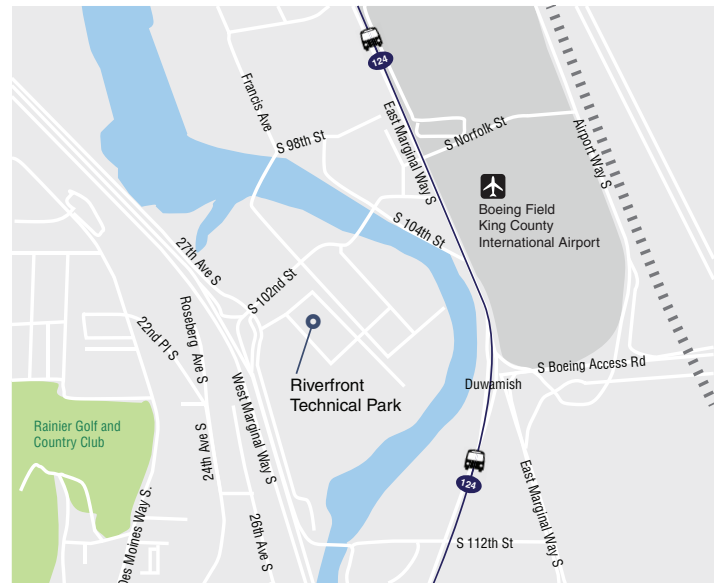 124
Francis Ave
S 98th St
East Marginal Way S
S Norfolk St
Airport Way S
Boeing Field
King County
International Airport
S 104th St
27th Ave S
S 102nd St
22nd Pl S
Roseberg Ave S
West Marginal Way S
Riverfront
Technical Park
S Boeing Access Rd
Duwamish
Rainier Golf and
Country Club
24th Ave S
26th Ave S
Des Moines Way S.
124
East Marginal Way S
S 112th St